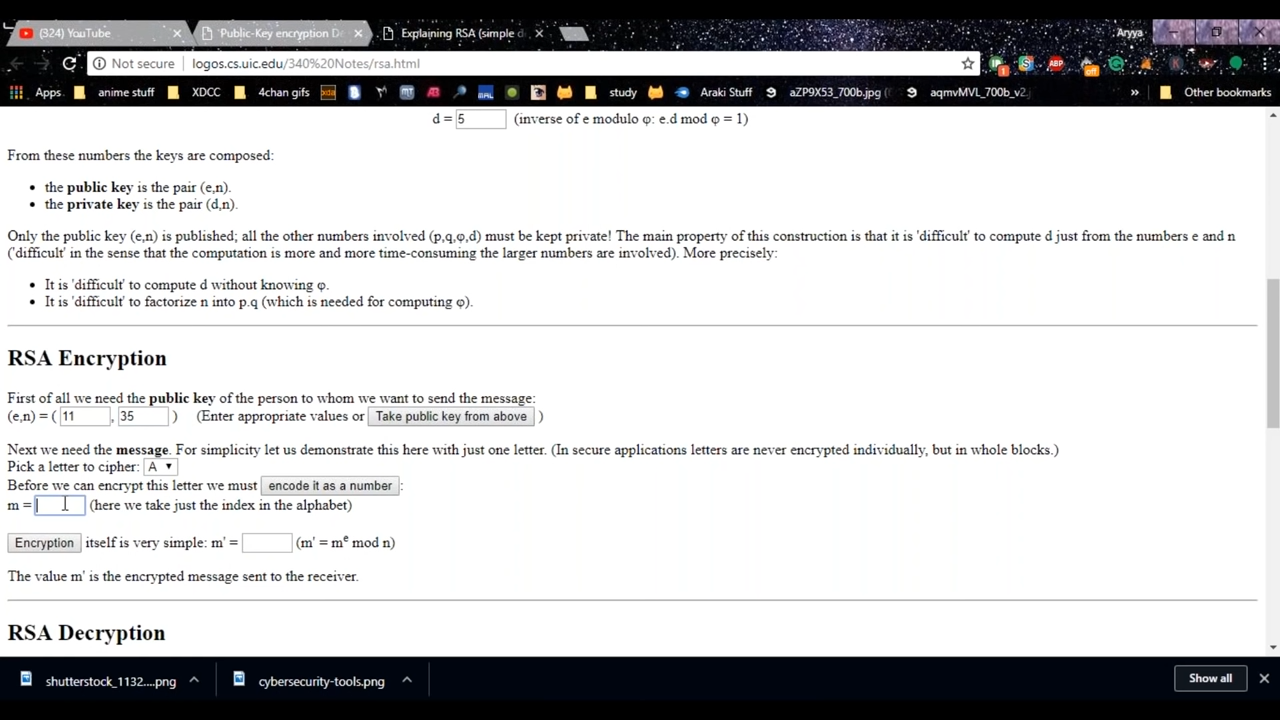 (324) YouTube
'Public-Key encryption D
Explaining RSA (simple d
Aryya
Not secure
logos.cs.uic.edu/340%20Notes/rsa.html
Apps
anime stuff
XDCC
4chan gifs
study
Araki Stuff
aZP9X53_700b.jpg (
aqmvMVL_700b_v2.
»
Other bookmarks
d = 5 (inverse of e modulo φ: e.d mod φ = 1)
From these numbers the keys are composed:
• the public key is the pair (e,n).
• the private key is the pair (d,n).
Only the public key (e,n) is published; all the other numbers involved (p,q,φ,d) must be kept private! The main property of this construction is that it is 'difficult' to compute d just from the numbers e and n
('difficult' in the sense that the computation is more and more time-consuming the larger numbers are involved). More precisely:
• It is 'difficult' to compute d without knowing φ.
• It is 'difficult' to factorize n into p.q (which is needed for computing φ).
RSA Encryption
First of all we need the public key of the person to whom we want to send the message:
(e,n) = ( 11 , 35 ) (Enter appropriate values or Take public key from above )
Next we need the message. For simplicity let us demonstrate this here with just one letter. (In secure applications letters are never encrypted individually, but in whole blocks.)
Pick a letter to cipher: A
Before we can encrypt this letter we must encode it as a number :
m = (here we take just the index in the alphabet)
Encryption itself is very simple: m' = (m' = mᵉ mod n)
The value m' is the encrypted message sent to the receiver.
RSA Decryption
shutterstock_1132....png
cybersecurity-tools.png
Show all